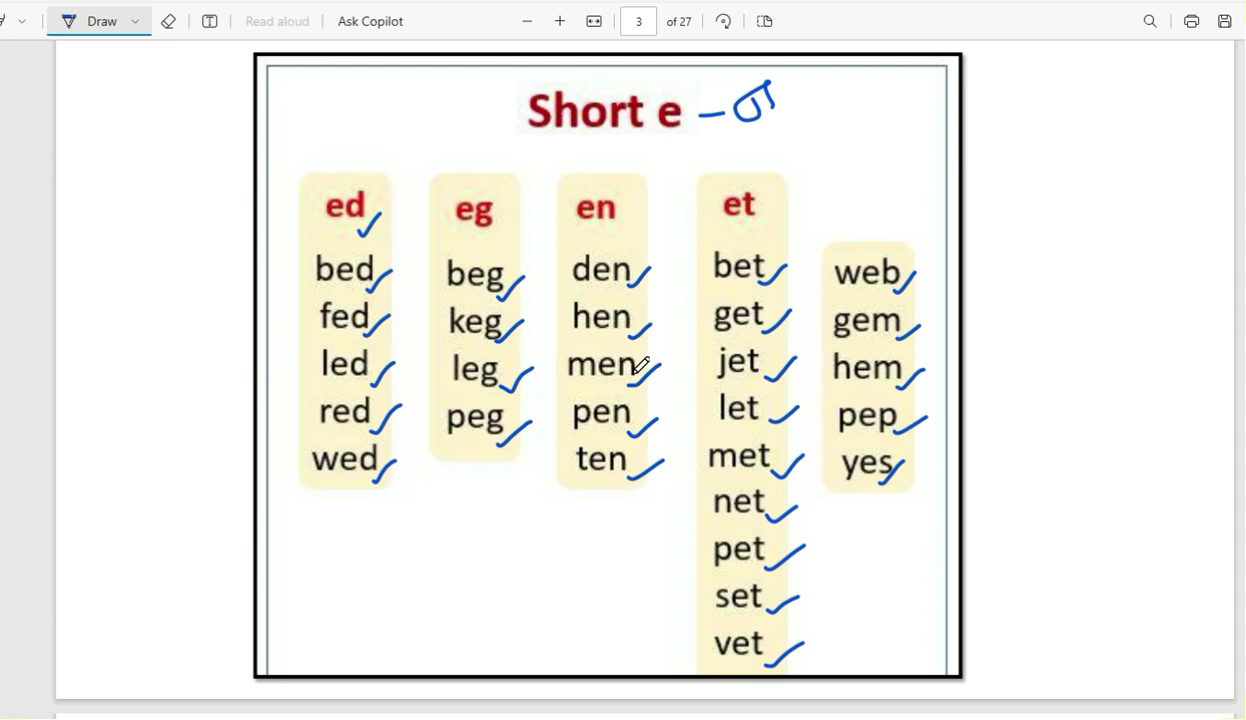 Draw
Read aloud
Ask Copilot
3 of 27
Short e –
ed
bed
fed
led
red
wed
eg
beg
keg
leg
peg
en
den
hen
men
pen
ten
et
bet
get
jet
let
met
net
pet
set
vet
web
gem
hem
pep
yes